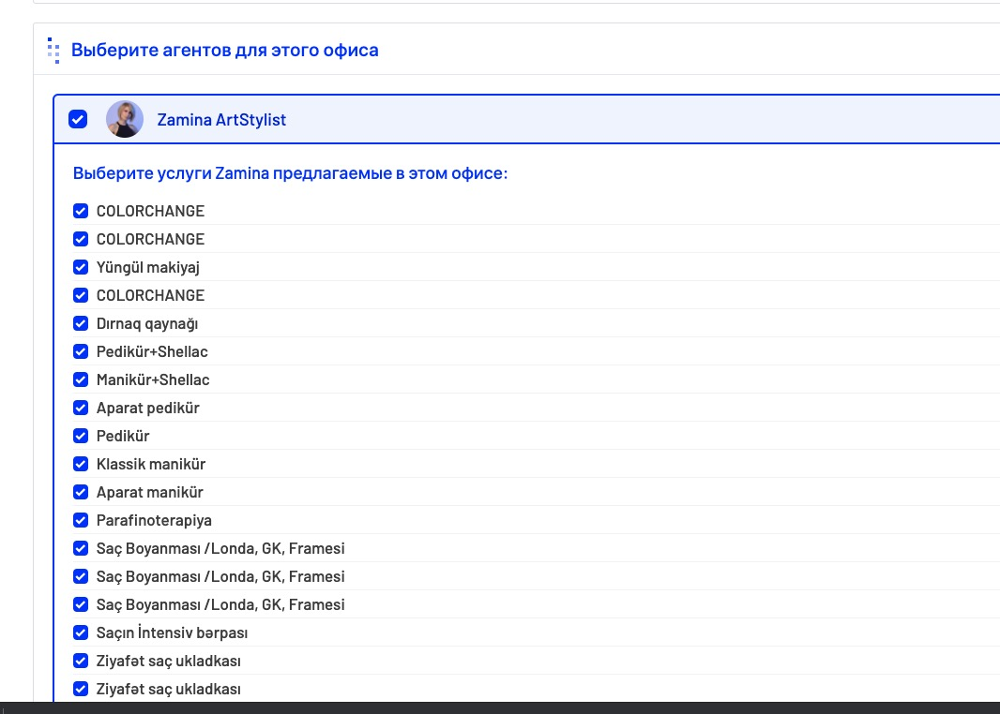 Выберите агентов для этого офиса
Zamina ArtStylist
Выберите услуги Zamina предлагаемые в этом офисе:
COLORCHANGE
COLORCHANGE
Yüngül makiyaj
COLORCHANGE
Dırnaq qaynağı
Pedikür+Shellac
Manikür+Shellac
Aparat pedikür
Pedikür
Klassik manikür
Aparat manikür
Parafinoterapiya
Saç Boyanması /Londa, GK, Framesi
Saç Boyanması /Londa, GK, Framesi
Saç Boyanması /Londa, GK, Framesi
Saçın İntensiv bərpası
Ziyafət saç ukladkası
Ziyafət saç ukladkası